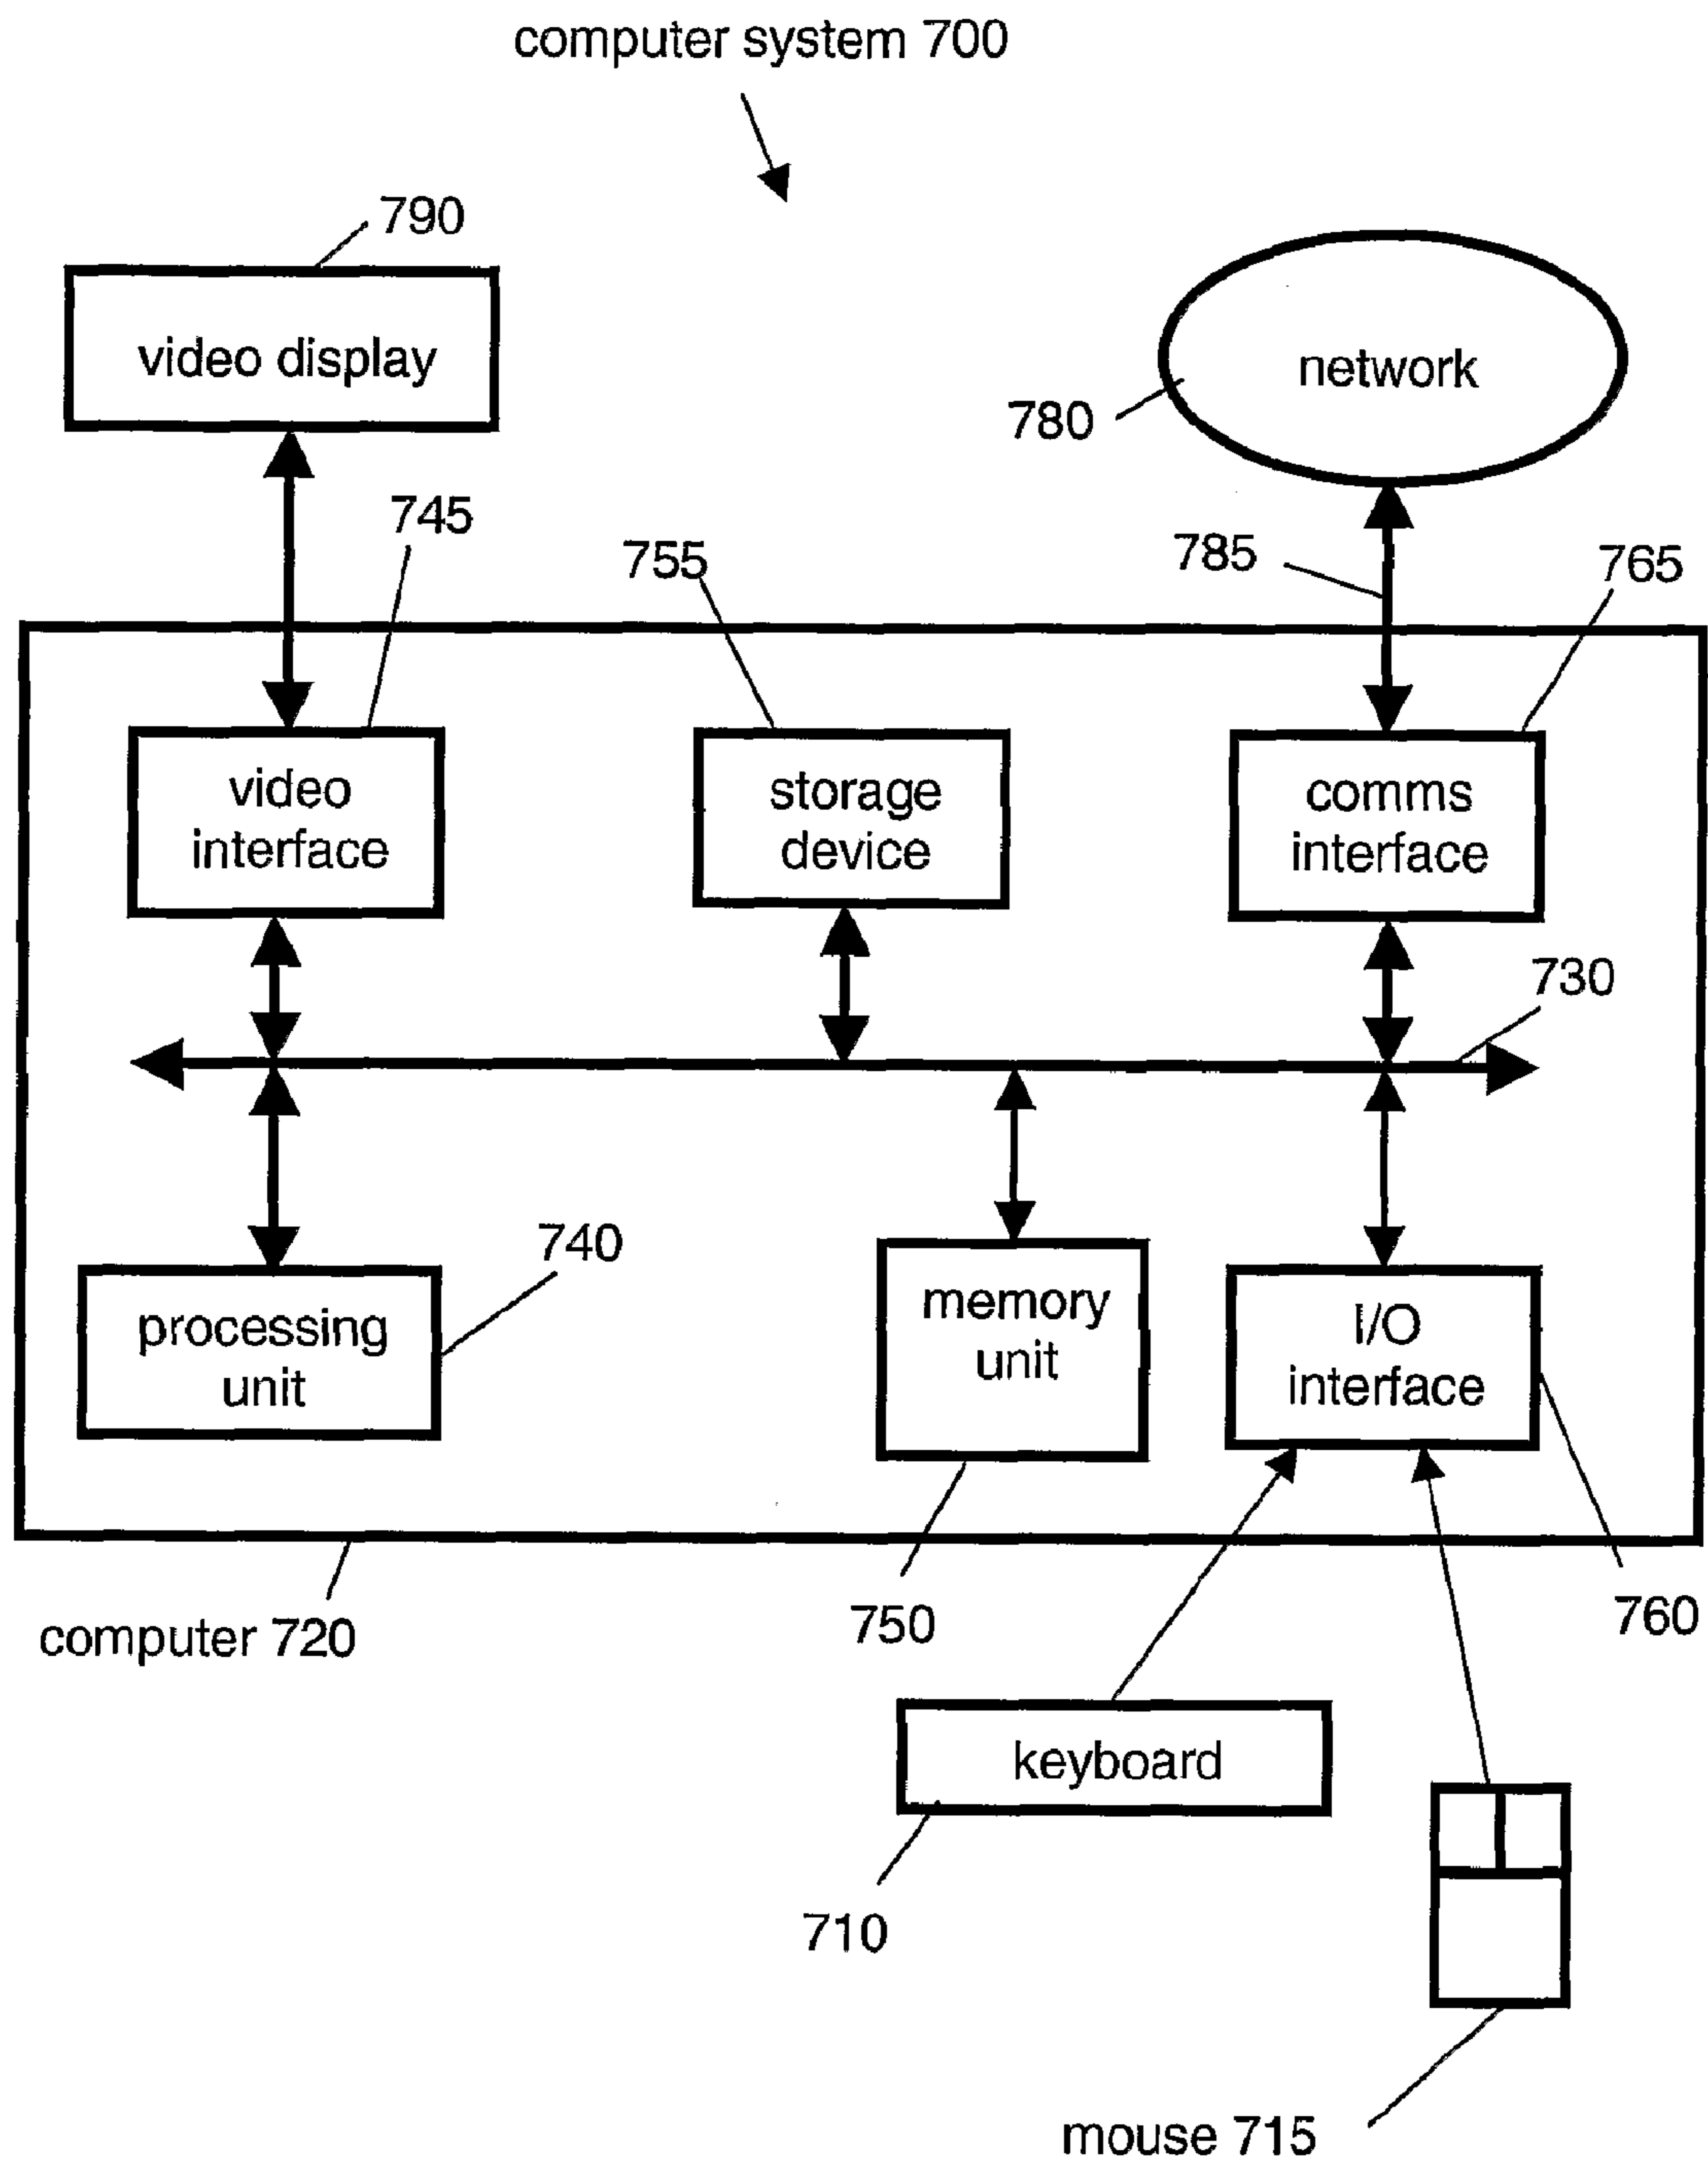 computer system 700
790
video display
network
780
745
755
785
765
video
interface
storage
device
comms
interface
730
740
processing
unit
memory
unit
I/O
interface
computer 720
750
760
keyboard
710
mouse 715